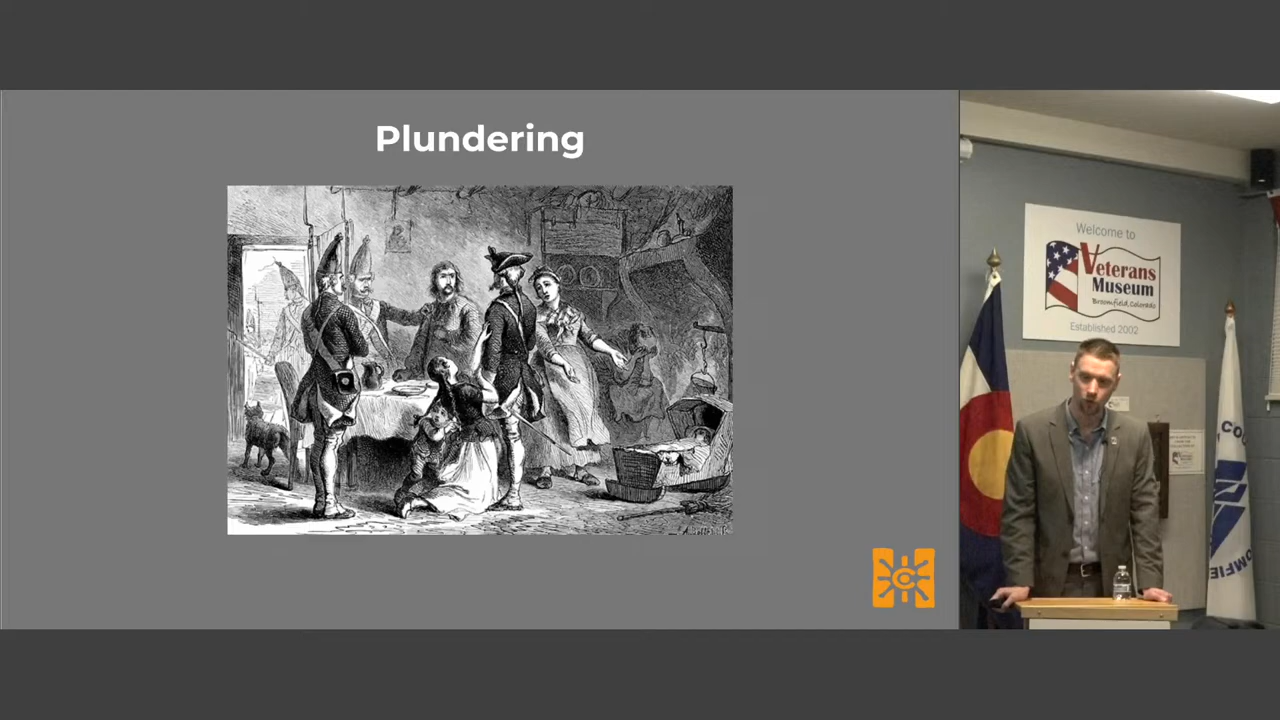 Plundering
Welcome to
Veterans
Museum
Broomfield, Colorado
Established 2002